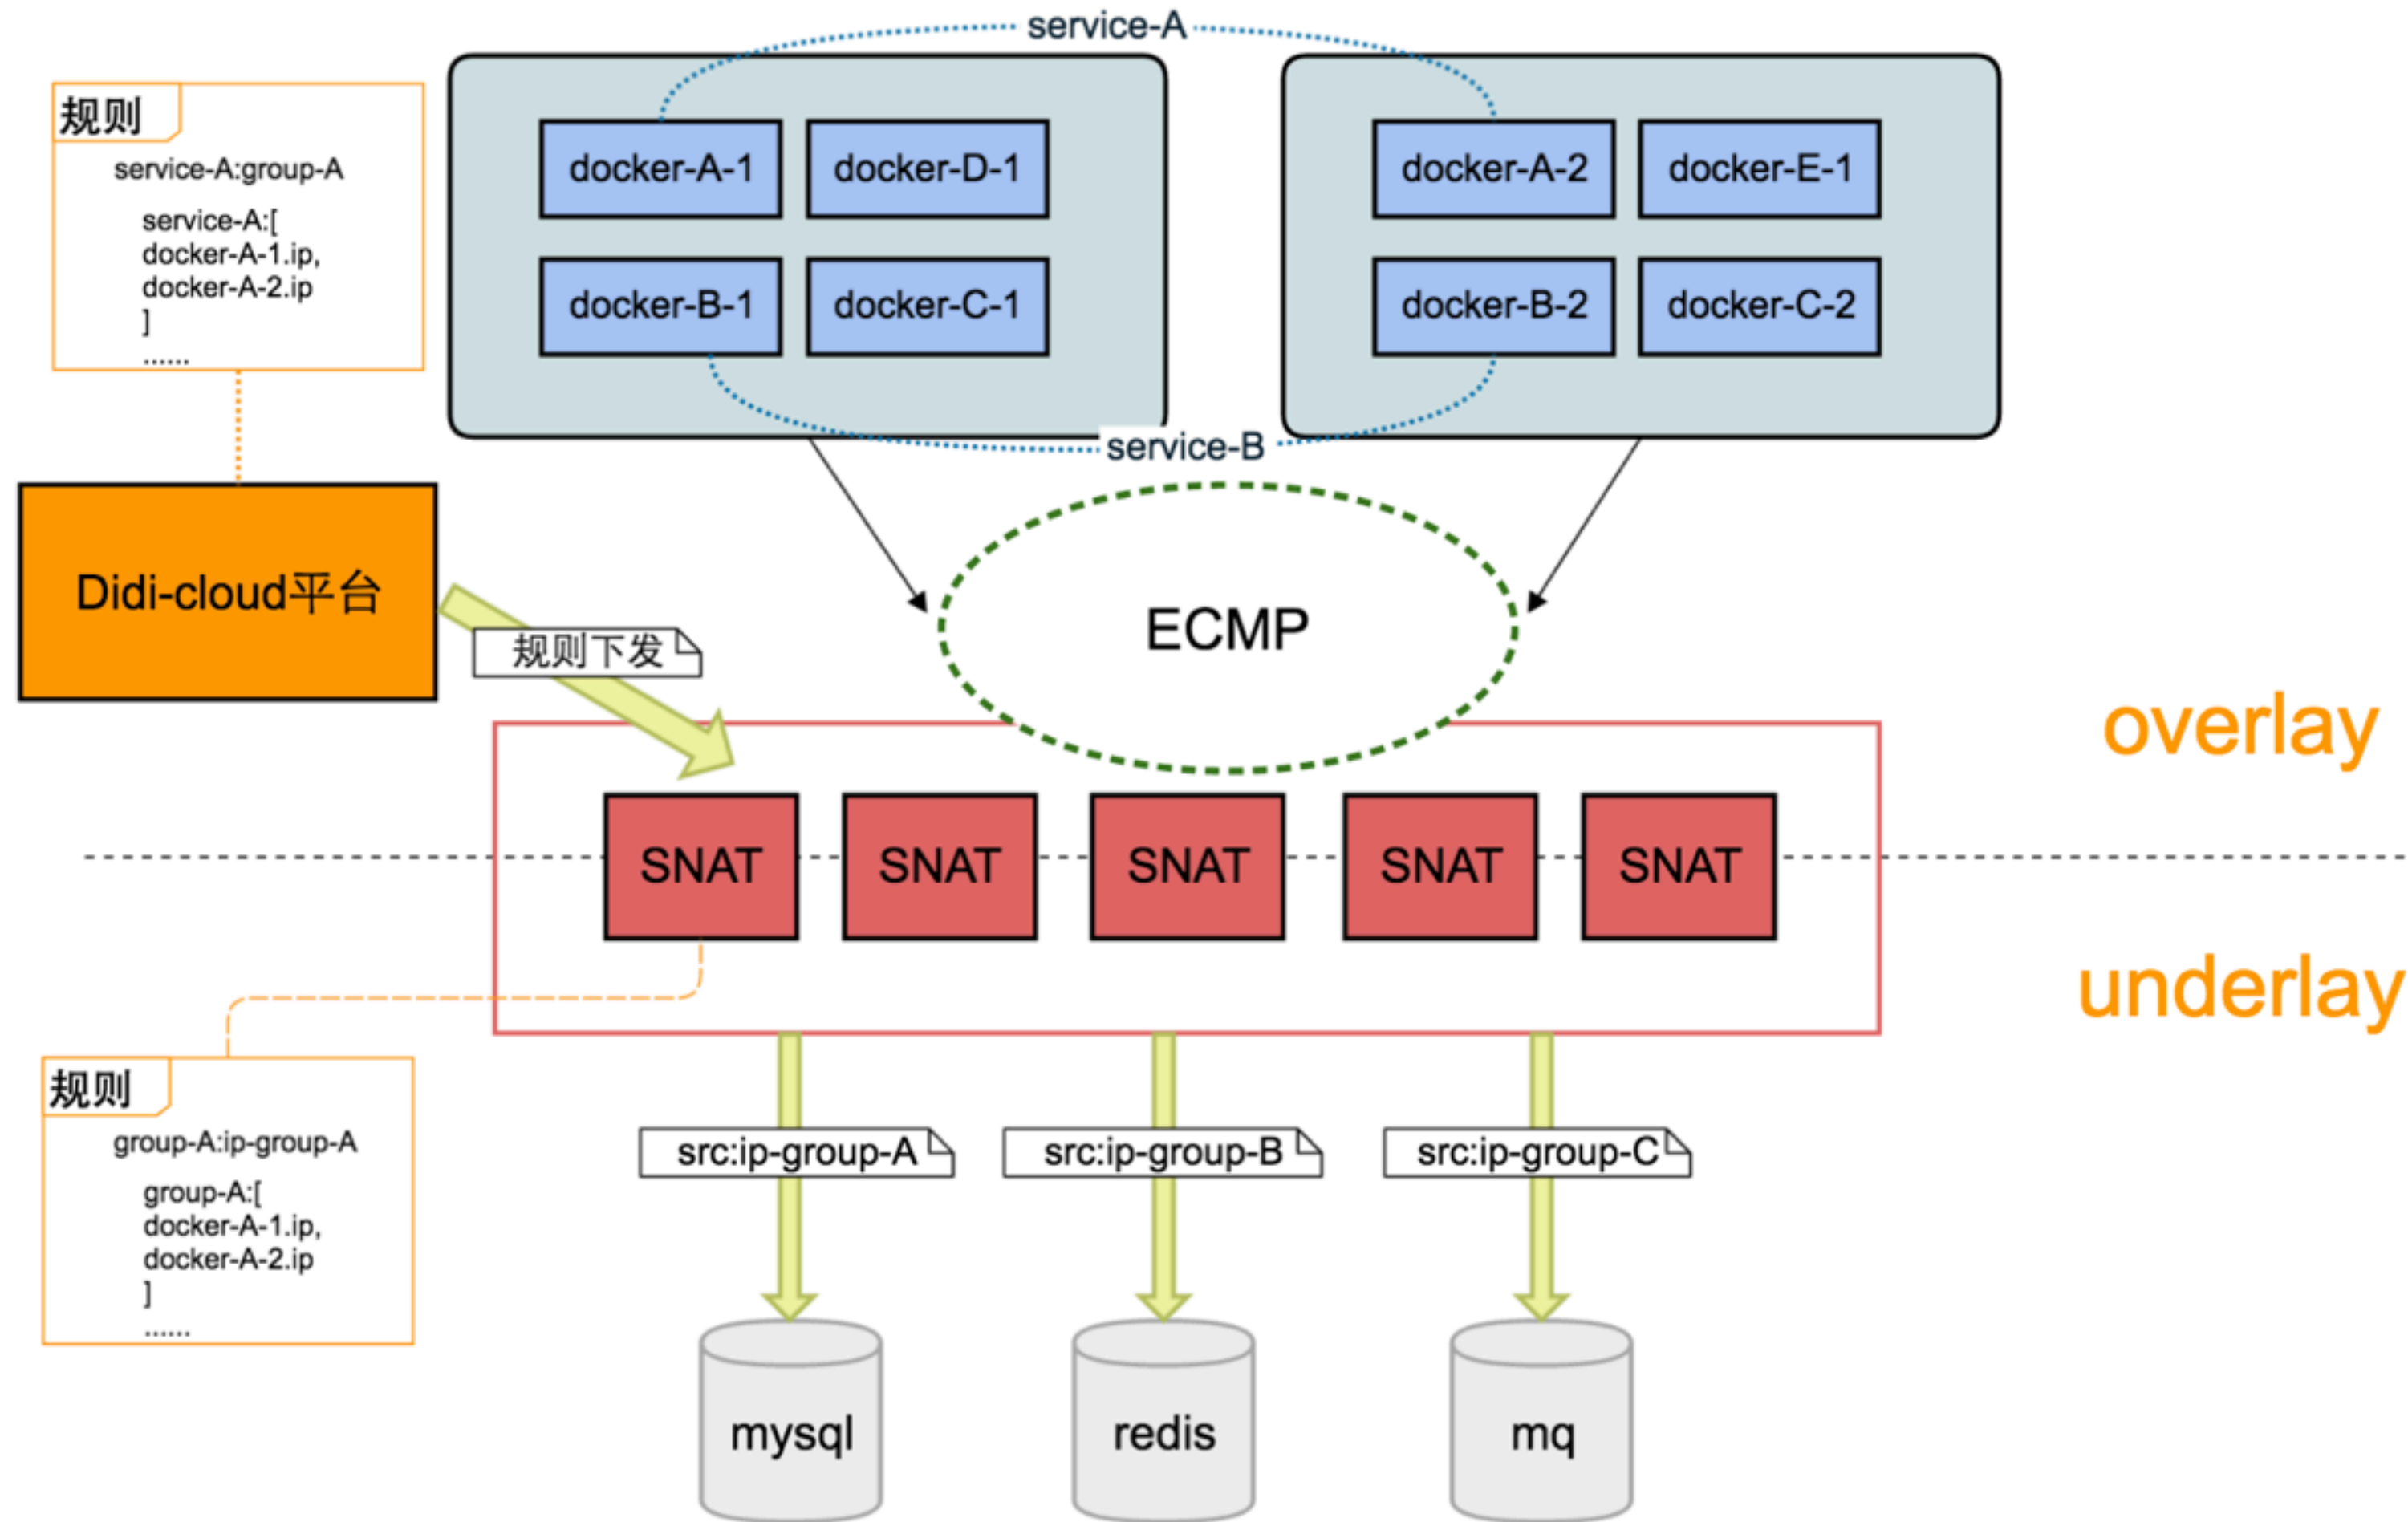 service-A
规则
service-A:group-A
service-A:[
docker-A-1.ip,
docker-A-2.ip
]
......
docker-A-1
docker-D-1
docker-B-1
docker-C-1
docker-A-2
docker-E-1
docker-B-2
docker-C-2
service-B
Didi-cloud平台
规则下发
ECMP
overlay
SNAT
SNAT
SNAT
SNAT
SNAT
underlay
规则
group-A:ip-group-A
group-A:[
docker-A-1.ip,
docker-A-2.ip
]
......
src:ip-group-A
src:ip-group-B
src:ip-group-C
mysql
redis
mq